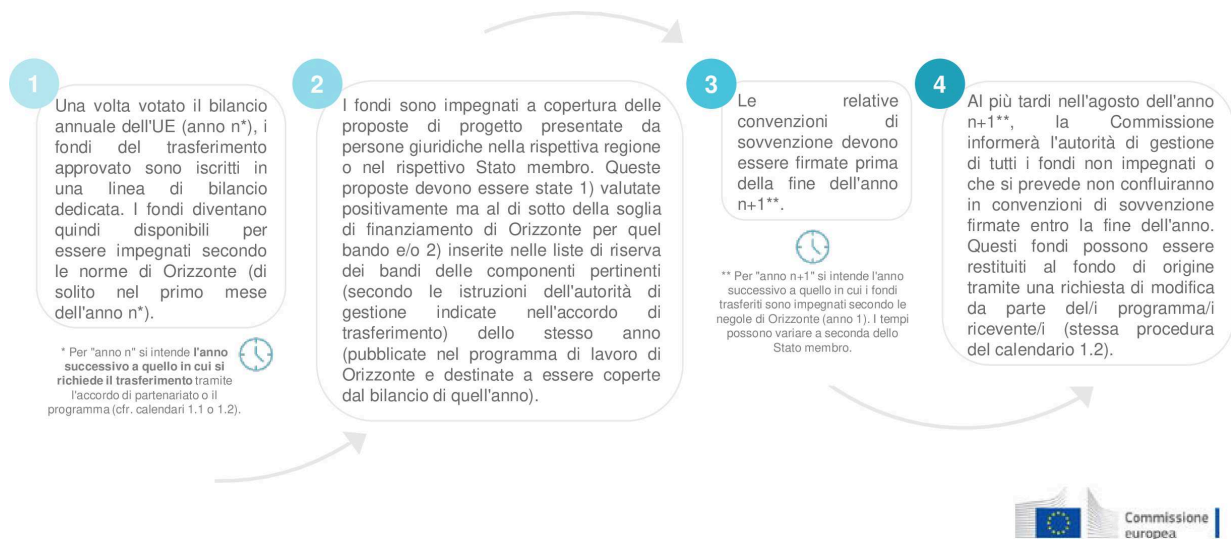 1
Una volta votato il bilancio
annuale dell'UE (anno n*), i
fondi del trasferimento
approvato sono iscritti in
una linea di bilancio
dedicata. I fondi diventano
quindi disponibili per
essere impegnati secondo
le norme di Orizzonte (di
solito nel primo mese
dell'anno n*).
* Per "anno n" si intende l'anno
successivo a quello in cui si
richiede il trasferimento tramite
l'accordo di partenariato o il
programma (cfr. calendari 1.1 o 1.2).
2
I fondi sono impegnati a copertura delle
proposte di progetto presentate da
persone giuridiche nella rispettiva regione
o nel rispettivo Stato membro. Queste
proposte devono essere state 1) valutate
positivamente ma al di sotto della soglia
di finanziamento di Orizzonte per quel
bando e/o 2) inserite nelle liste di riserva
dei bandi delle componenti pertinenti
(secondo le istruzioni dell'autorità di
gestione indicate nell'accordo di
trasferimento) dello stesso anno
(pubblicate nel programma di lavoro di
Orizzonte e destinate a essere coperte
dal bilancio di quell'anno).
3
Le relative
convenzioni di
sovvenzione devono
essere firmate prima
della fine dell'anno
n+1**.
** Per "anno n+1" si intende l'anno
successivo a quello in cui i fondi
trasferiti sono impegnati secondo le
negole di Orizzonte (anno 1). I tempi
possono variare a seconda dello
Stato membro.
4
Al più tardi nell'agosto dell'anno
n+1**, la Commissione
informerà l'autorità di gestione
di tutti i fondi non impegnati o
che si prevede non confluiranno
in convenzioni di sovvenzione
firmate entro la fine dell'anno.
Questi fondi possono essere
restituiti al fondo di origine
tramite una richiesta di modifica
da parte del/i programma/i
ricevente/i (stessa procedura
del calendario 1.2).
Commissione
europea